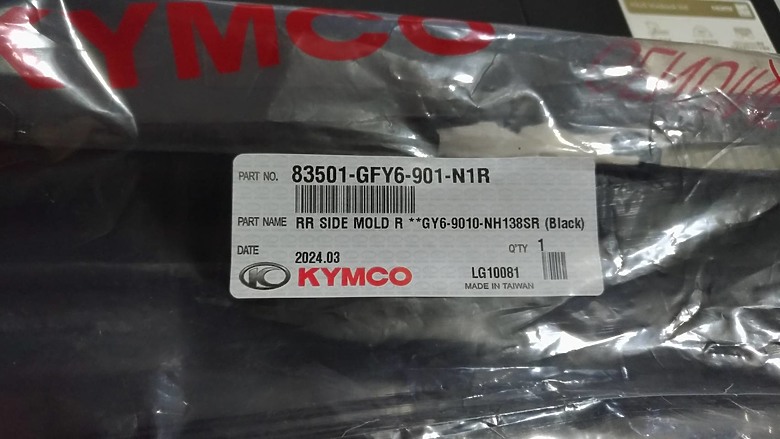 KYMCO
GENUINE
PART NO. 83501-GFY6-901-N1R
PART NAME RR SIDE MOLD R **GY6-9010-NH138SR (Black)
DATE 2024.03
Q'TY 1
KYMCO
LG10081
MADE IN TAIWAN